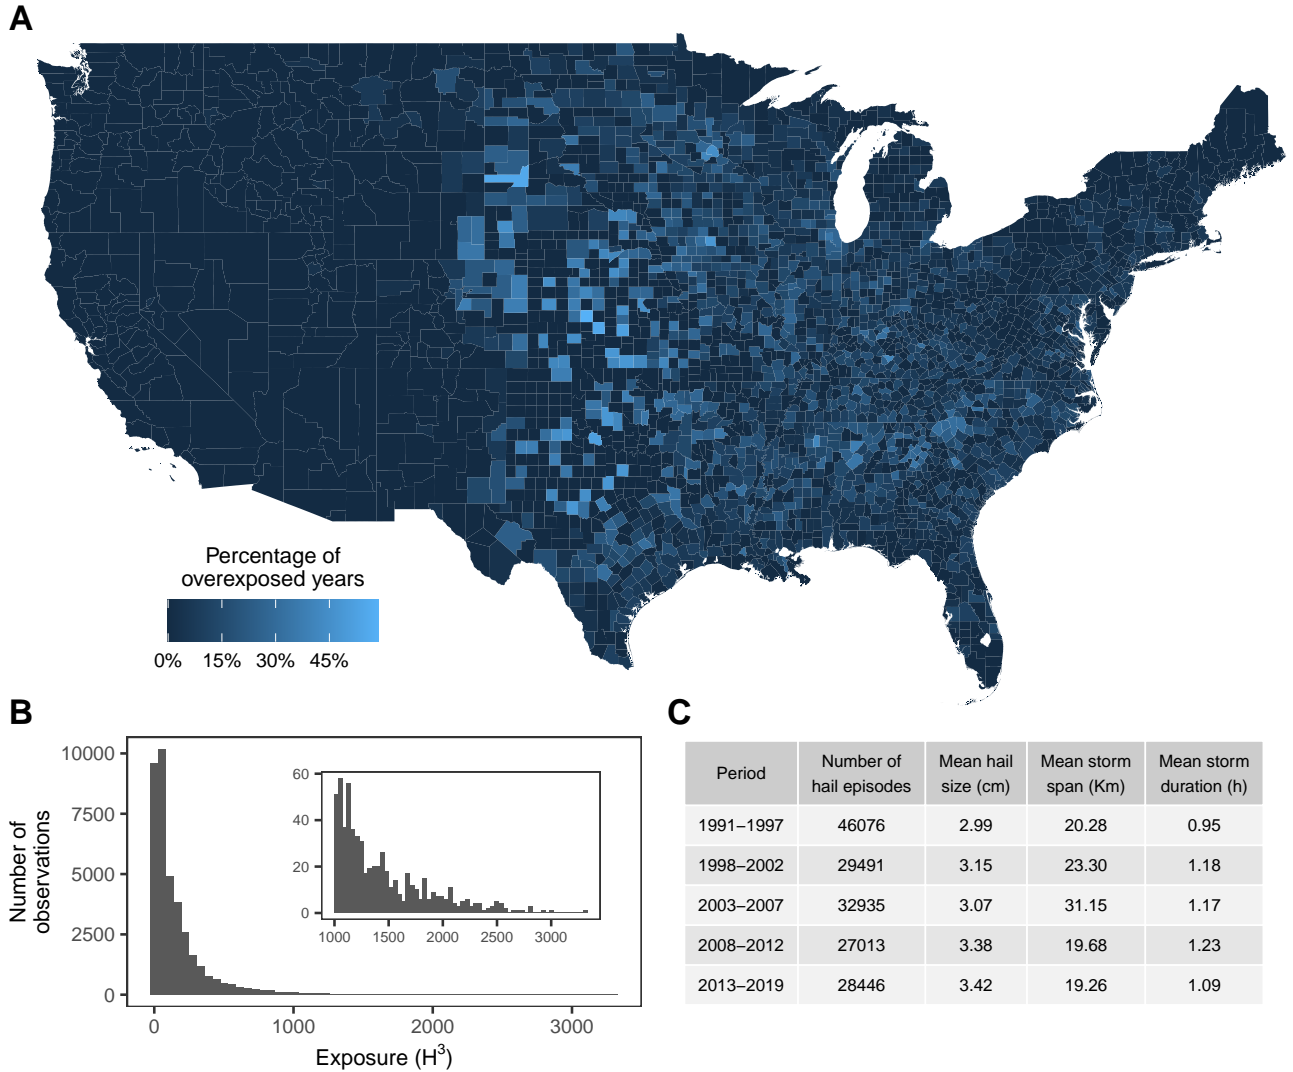 A
Percentage of
overexposed years
0% 15% 30% 45%
B
Number of
observations
10000
7500
5000
2500
0
0 1000 2000 3000
Exposure (H³)
60
40
20
0
1000 1500 2000 2500 3000
C
Period
Number of
hail episodes
Mean hail
size (cm)
Mean storm
span (Km)
Mean storm
duration (h)
1991–1997 46076 2.99 20.28 0.95
1998–2002 29491 3.15 23.30 1.18
2003–2007 32935 3.07 31.15 1.17
2008–2012 27013 3.38 19.68 1.23
2013–2019 28446 3.42 19.26 1.09